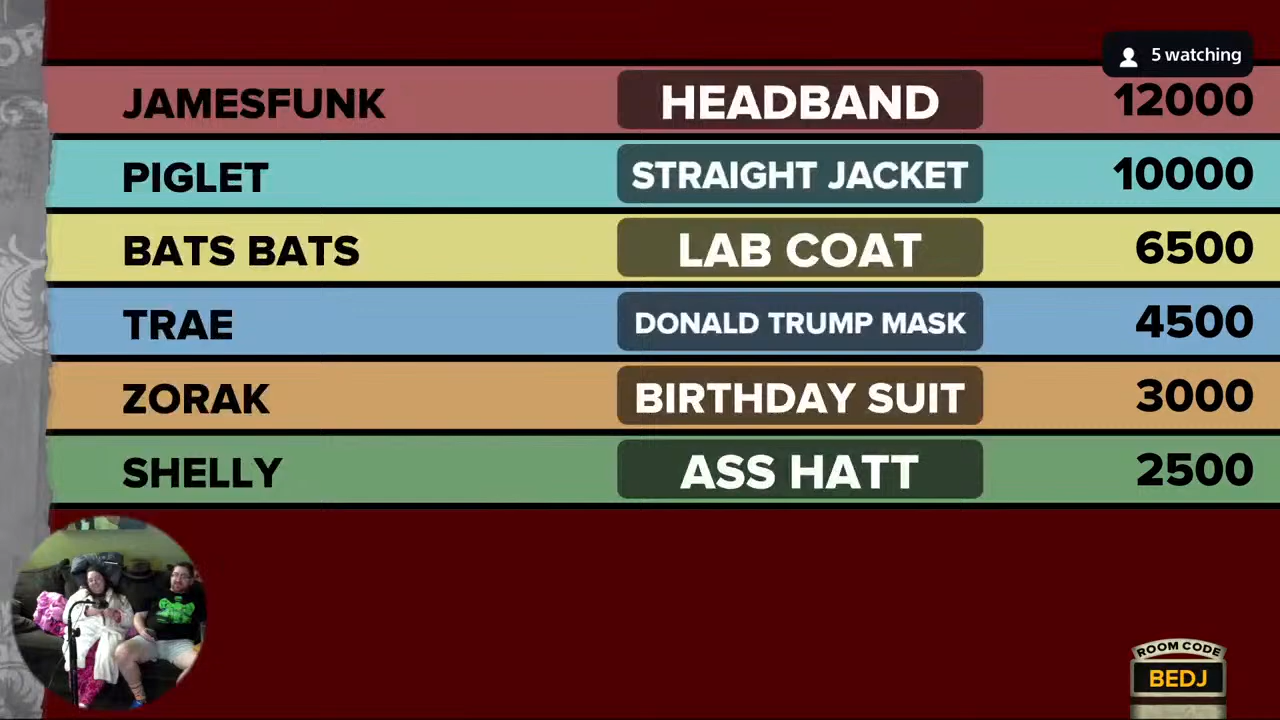 5 watching
JAMESFUNK HEADBAND 12000
PIGLET STRAIGHT JACKET 10000
BATS BATS LAB COAT 6500
TRAE DONALD TRUMP MASK 4500
ZORAK BIRTHDAY SUIT 3000
SHELLY ASS HATT 2500
ROOM CODE
BEDJ